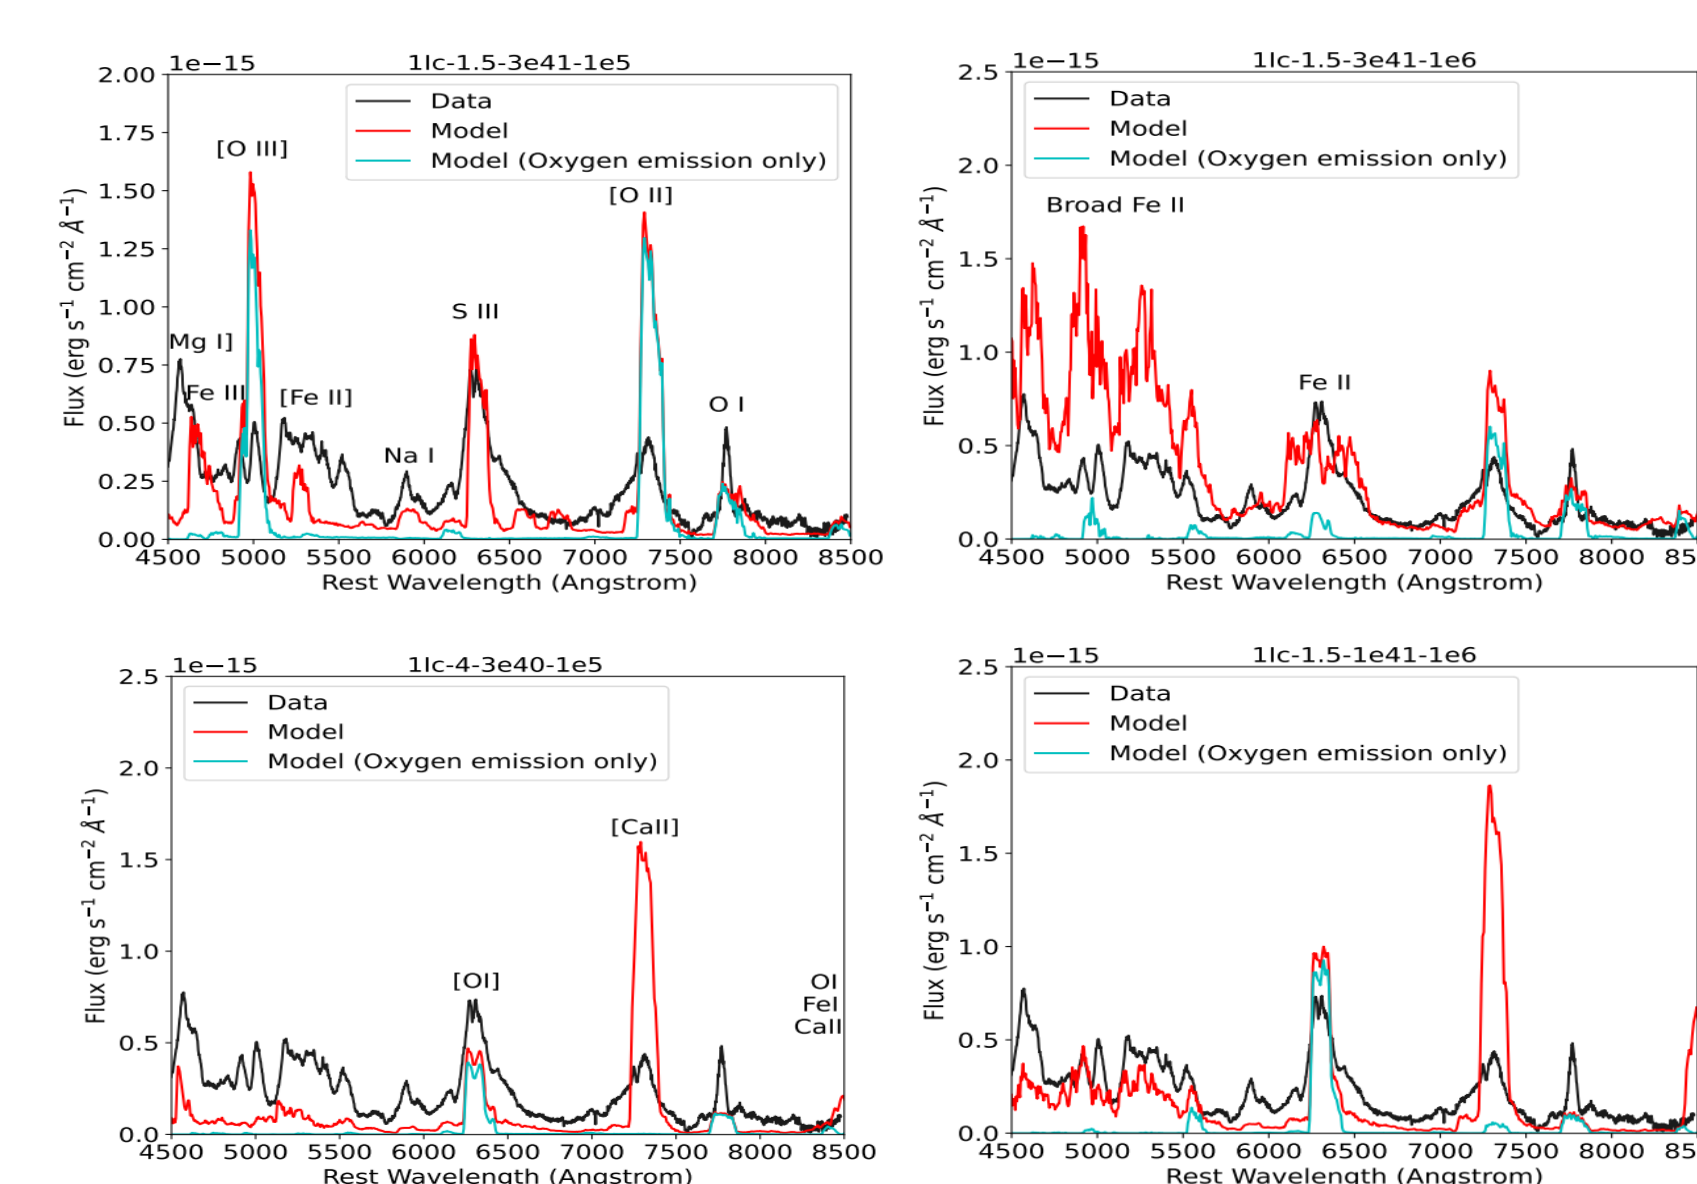 1e−15 1Ic-1.5-3e41-1e5
Data
Model
Model (Oxygen emission only)
[O III]
[O II]
S III
Mg I]
Fe III
[Fe II]
Na I
O I
2.00
1.75
1.50
1.25
1.00
0.75
0.50
0.25
0.00
Flux (erg s−1 cm−2 Å−1)
4500 5000 5500 6000 6500 7000 7500 8000 8500
Rest Wavelength (Angstrom)
1e−15 1Ic-1.5-3e41-1e6
Data
Model
Model (Oxygen emission only)
Broad Fe II
Fe II
2.5
2.0
1.5
1.0
0.5
0.0
Flux (erg s−1 cm−2 Å−1)
4500 5000 5500 6000 6500 7000 7500 8000 85
Rest Wavelength (Angstrom)
1e−15 1Ic-4-3e40-1e5
Data
Model
Model (Oxygen emission only)
[CaII]
[OI]
OI
FeI
CaII
2.5
2.0
1.5
1.0
0.5
0.0
Flux (erg s−1 cm−2 Å−1)
4500 5000 5500 6000 6500 7000 7500 8000 8500
Rest Wavelength (Angstrom)
1e−15 1Ic-1.5-1e41-1e6
Data
Model
Model (Oxygen emission only)
2.5
2.0
1.5
1.0
0.5
0.0
Flux (erg s−1 cm−2 Å−1)
4500 5000 5500 6000 6500 7000 7500 8000 85
Rest Wavelength (Angstrom)